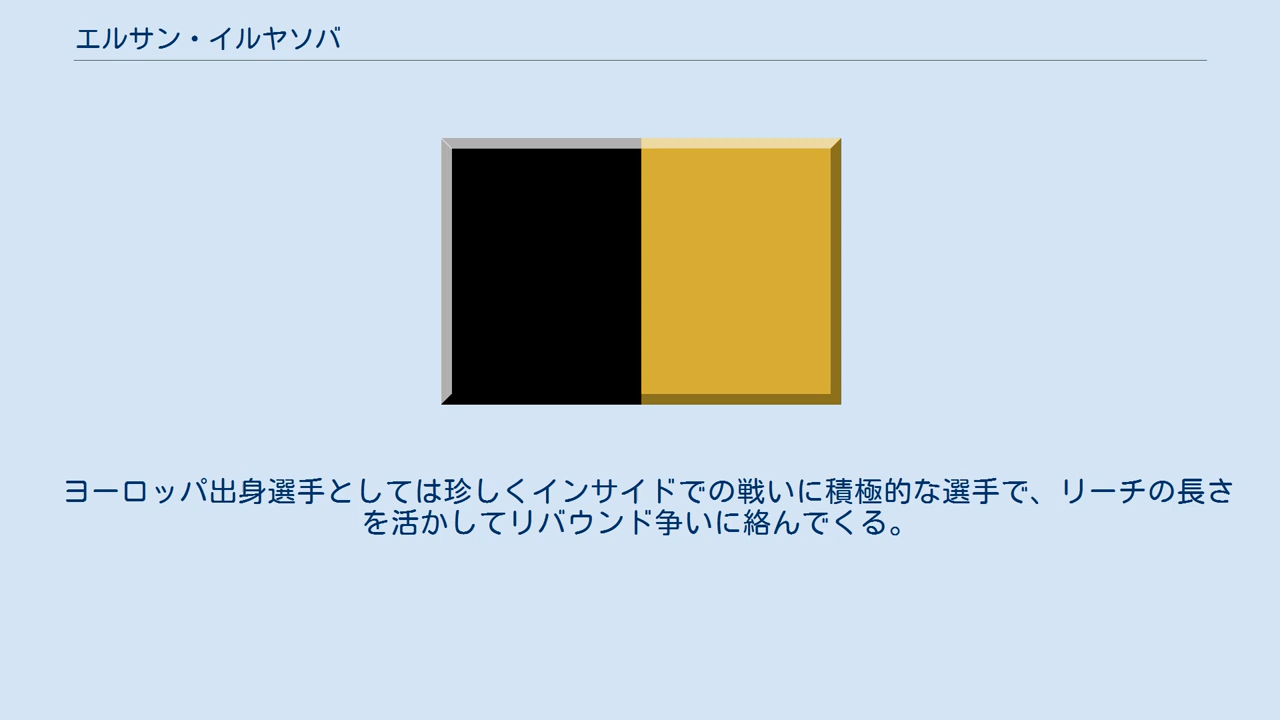 エルサン・イルヤソバ
ヨーロッパ出身選手としては珍しくインサイドでの戦いに積極的な選手で、リーチの長さ
を活かしてリバウンド争いに絡んでくる。